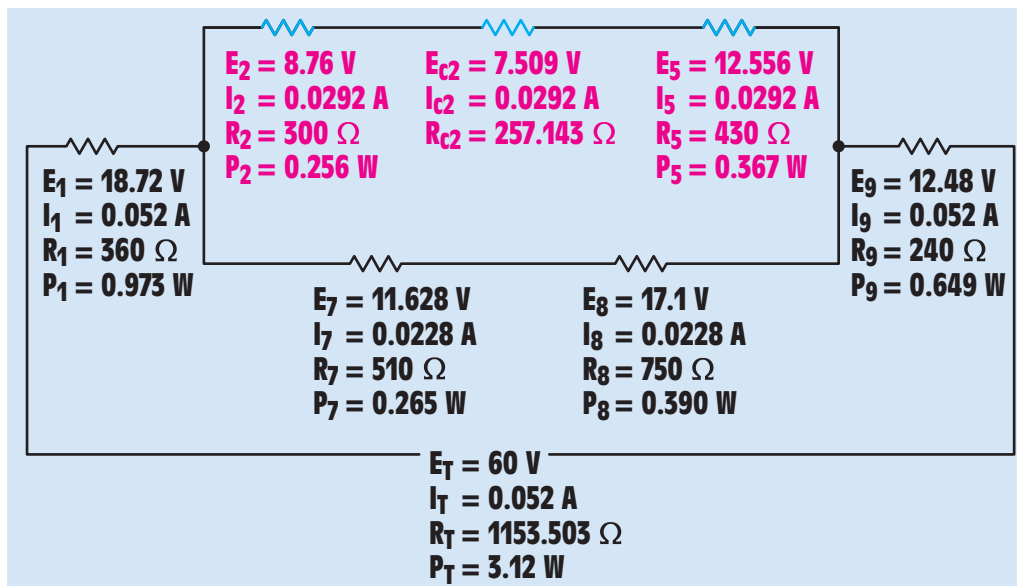 E2 = 8.76 V
I2 = 0.0292 A
R2 = 300 Ω
P2 = 0.256 W
EC2 = 7.509 V
IC2 = 0.0292 A
RC2 = 257.143 Ω
E5 = 12.556 V
I5 = 0.0292 A
R5 = 430 Ω
P5 = 0.367 W
E1 = 18.72 V
I1 = 0.052 A
R1 = 360 Ω
P1 = 0.973 W
E9 = 12.48 V
I9 = 0.052 A
R9 = 240 Ω
P9 = 0.649 W
E7 = 11.628 V
I7 = 0.0228 A
R7 = 510 Ω
P7 = 0.265 W
E8 = 17.1 V
I8 = 0.0228 A
R8 = 750 Ω
P8 = 0.390 W
ET = 60 V
IT = 0.052 A
RT = 1153.503 Ω
PT = 3.12 W